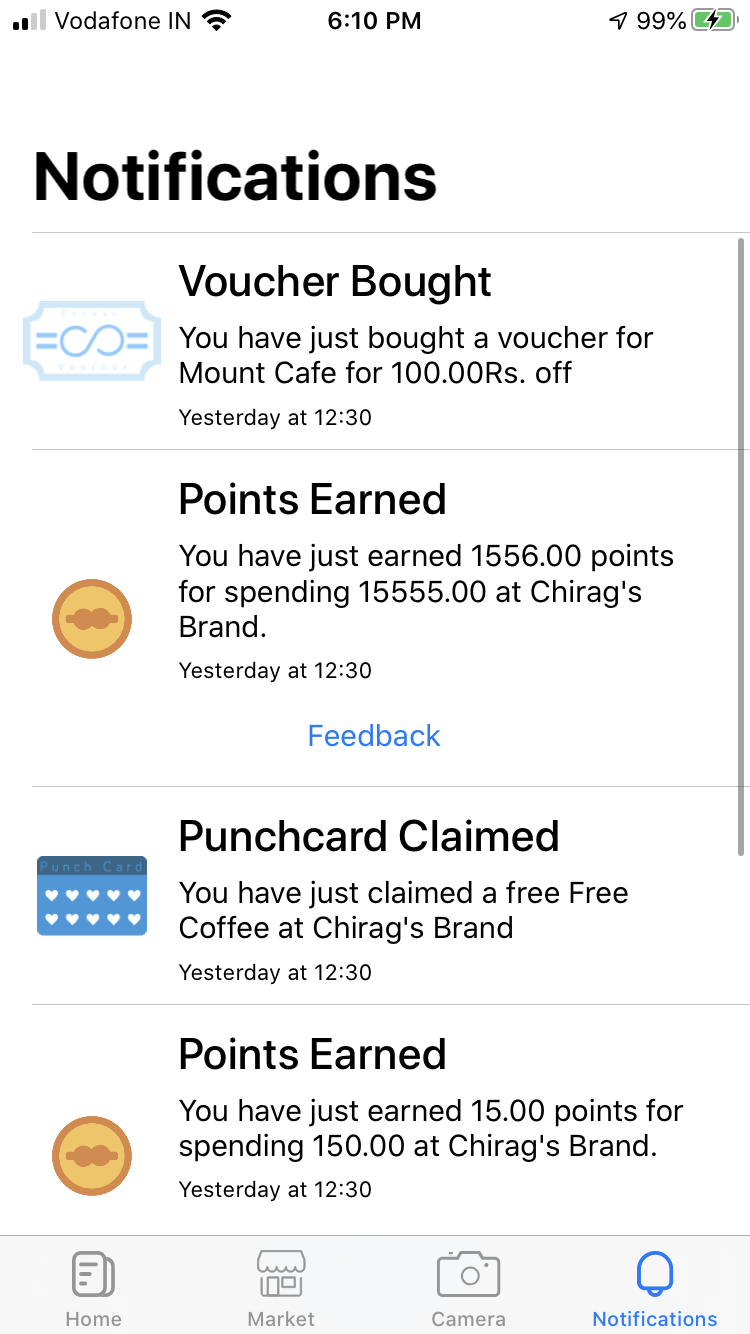 Vodafone IN 6:10 PM 99%
Notifications
Voucher Bought
You have just bought a voucher for
Mount Cafe for 100.00Rs. off
Yesterday at 12:30
Points Earned
You have just earned 1556.00 points
for spending 15555.00 at Chirag's
Brand.
Yesterday at 12:30
Feedback
Punch Card
Punchcard Claimed
You have just claimed a free Free
Coffee at Chirag's Brand
Yesterday at 12:30
Points Earned
You have just earned 15.00 points for
spending 150.00 at Chirag's Brand.
Yesterday at 12:30
Home Market Camera Notifications